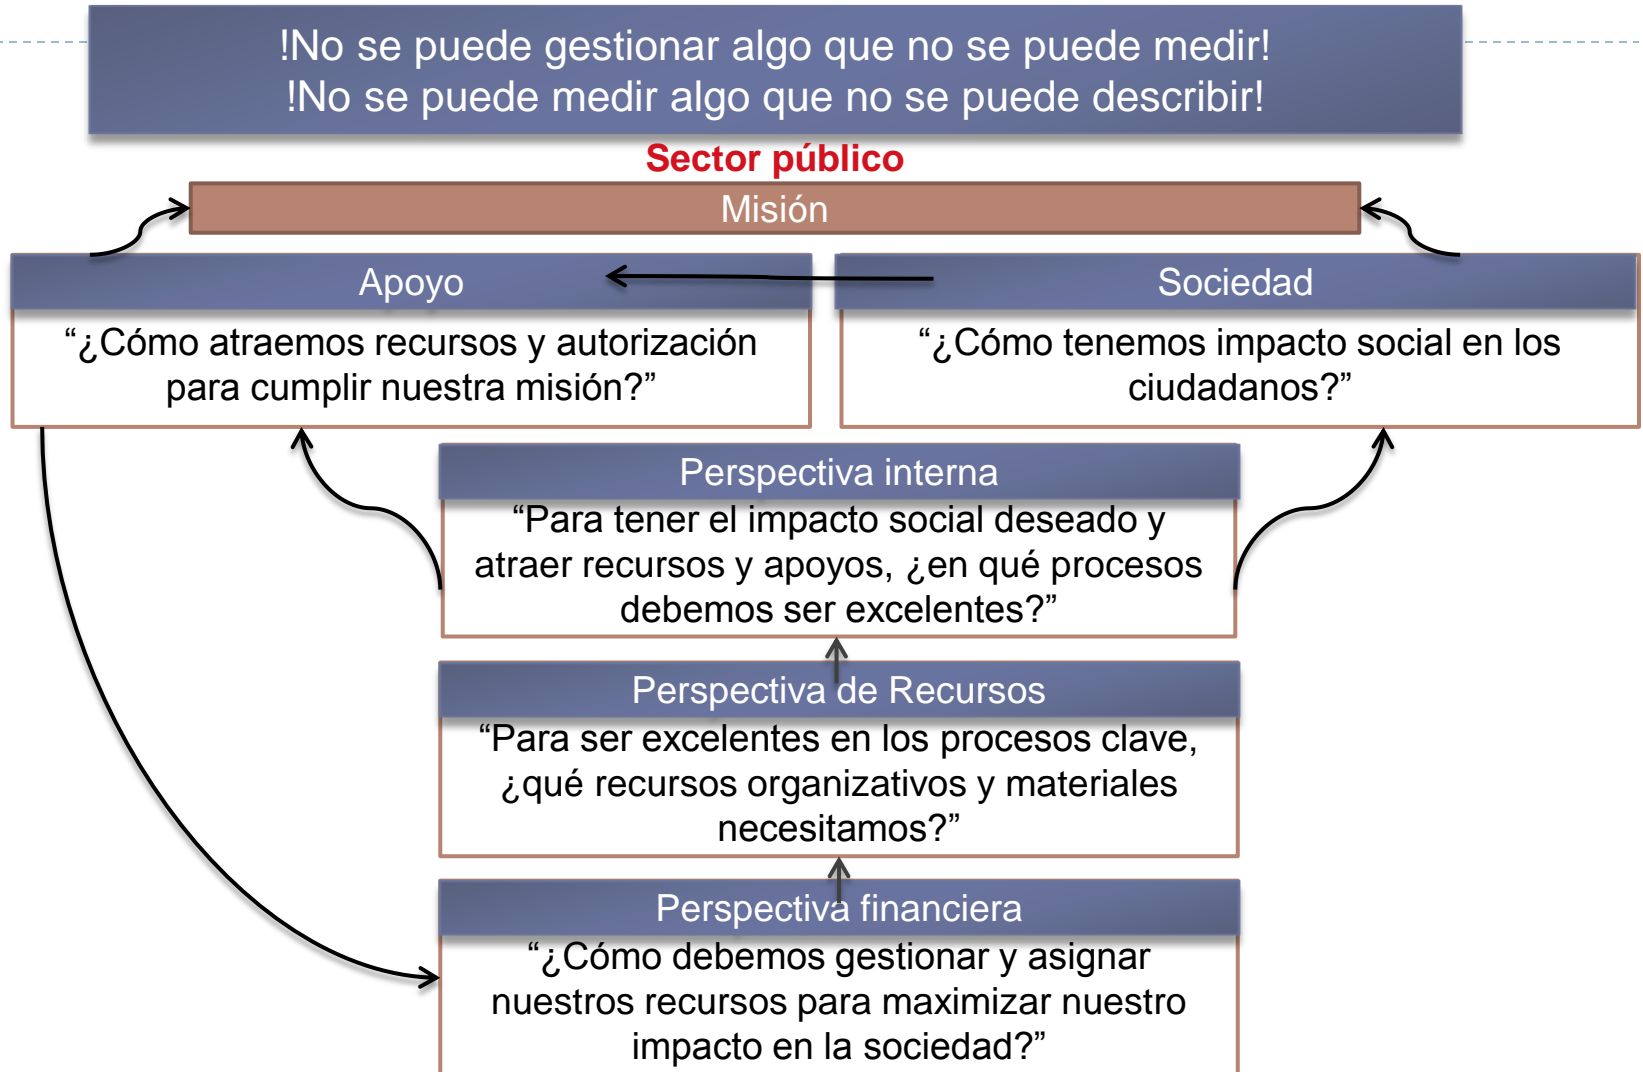 !No se puede gestionar algo que no se puede medir!
!No se puede medir algo que no se puede describir!
Sector público
Misión
Apoyo
“¿Cómo atraemos recursos y autorización
para cumplir nuestra misión?”
Sociedad
“¿Cómo tenemos impacto social en los
ciudadanos?”
Perspectiva interna
“Para tener el impacto social deseado y
atraer recursos y apoyos, ¿en qué procesos
debemos ser excelentes?”
Perspectiva de Recursos
“Para ser excelentes en los procesos clave,
¿qué recursos organizativos y materiales
necesitamos?”
Perspectiva financiera
“¿Cómo debemos gestionar y asignar
nuestros recursos para maximizar nuestro
impacto en la sociedad?”